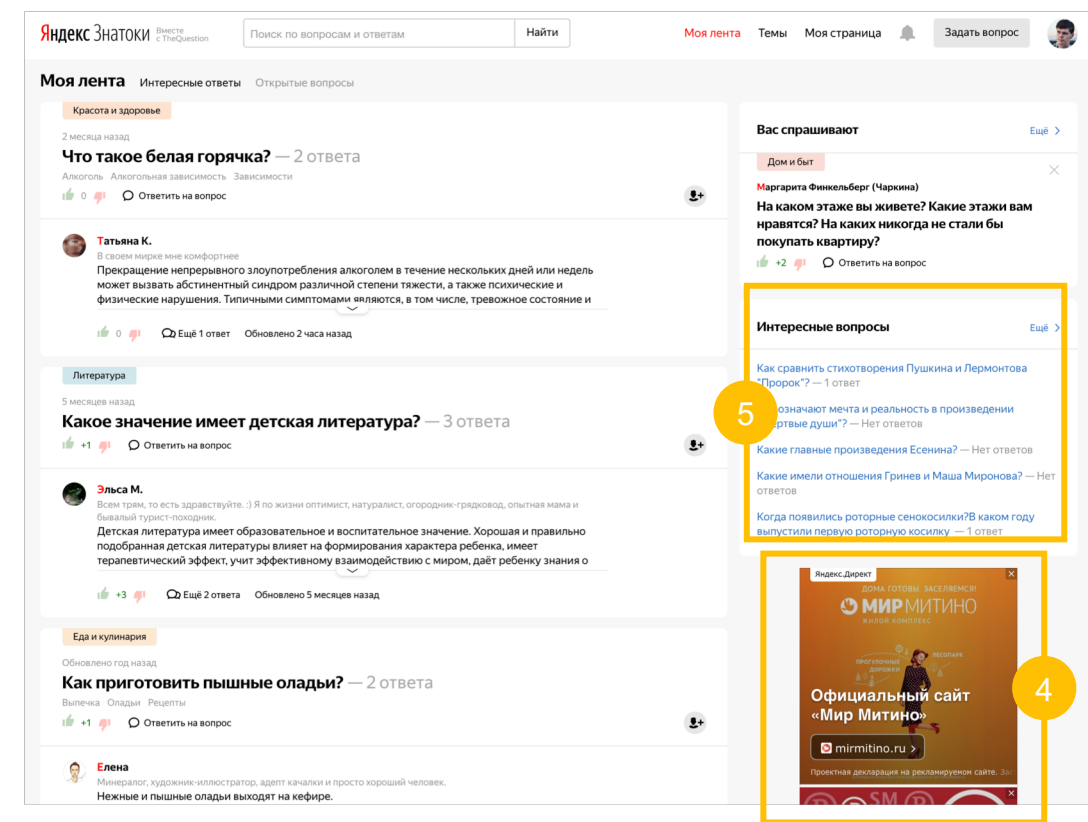 Яндекс Знатоки Вместе с TheQuestion
Поиск по вопросам и ответам
Найти
Моя лента Темы Моя страница
Задать вопрос
Моя лента Интересные ответы Открытые вопросы
Красота и здоровье
2 месяца назад
Что такое белая горячка? — 2 ответа
Алкоголь Алкогольная зависимость Зависимости
0 Ответить на вопрос
Татьяна К.
В своем мирке мне комфортнее
Прекращение непрерывного злоупотребления алкоголем в течение нескольких дней или недель
может вызвать абстинентный синдром различной степени тяжести, а также психические и
физические нарушения. Типичными симптомами являются, в том числе, тревожное состояние и
0 Ещё 1 ответ Обновлено 2 часа назад
Литература
5 месяцев назад
Какое значение имеет детская литература? — 3 ответа
+1 Ответить на вопрос
Эльса М.
Всем трям, то есть здравствуйте. :) Я по жизни оптимист, натуралист, огородник-грядковод, опытная мама и
бывалый турист-походник.
Детская литература имеет образовательное и воспитательное значение. Хорошая и правильно
подобранная детская литературы влияет на формирования характера ребенка, имеет
терапевтический эффект, учит эффективному взаимодействию с миром, даёт ребенку знания о
+3 Ещё 2 ответа Обновлено 5 месяцев назад
Еда и кулинария
Обновлено год назад
Как приготовить пышные оладьи? — 2 ответа
Выпечка Оладьи Рецепты
+1 Ответить на вопрос
Елена
Минералог, художник-иллюстратор, адепт качалки и просто хороший человек.
Нежные и пышные оладьи выходят на кефире.
Вас спрашивают
Ещё
Дом и быт
Маргарита Финкельберг (Чаркина)
На каком этаже вы живете? Какие этажи вам
нравятся? На каких никогда не стали бы
покупать квартиру?
+2 Ответить на вопрос
Интересные вопросы
Ещё
Как сравнить стихотворения Пушкина и Лермонтова
"Пророк"? — 1 ответ
5
означают мечта и реальность в произведении
души"? — Нет ответов
Какие главные произведения Есенина? — Нет ответов
Какие имели отношения Гринев и Маша Миронова? — Нет
ответов
Когда появились роторные сенокосилки?В каком году
выпустили первую роторную косилку — 1 ответ
Яндекс.Директ
ДОМА ГОТОВЫ. ЗАСЕЛЯЕМСЯ!
МИР МИТИНО
ЖИЛОЙ КОМПЛЕКС
ПРОГУЛОЧНЫЕ
ДОРОЖКИ
ЛЕСОПАРК
4
Официальный сайт
«Мир Митино»
mirmitino.ru
Проектная декларация на рекламируемом сайте.
SM